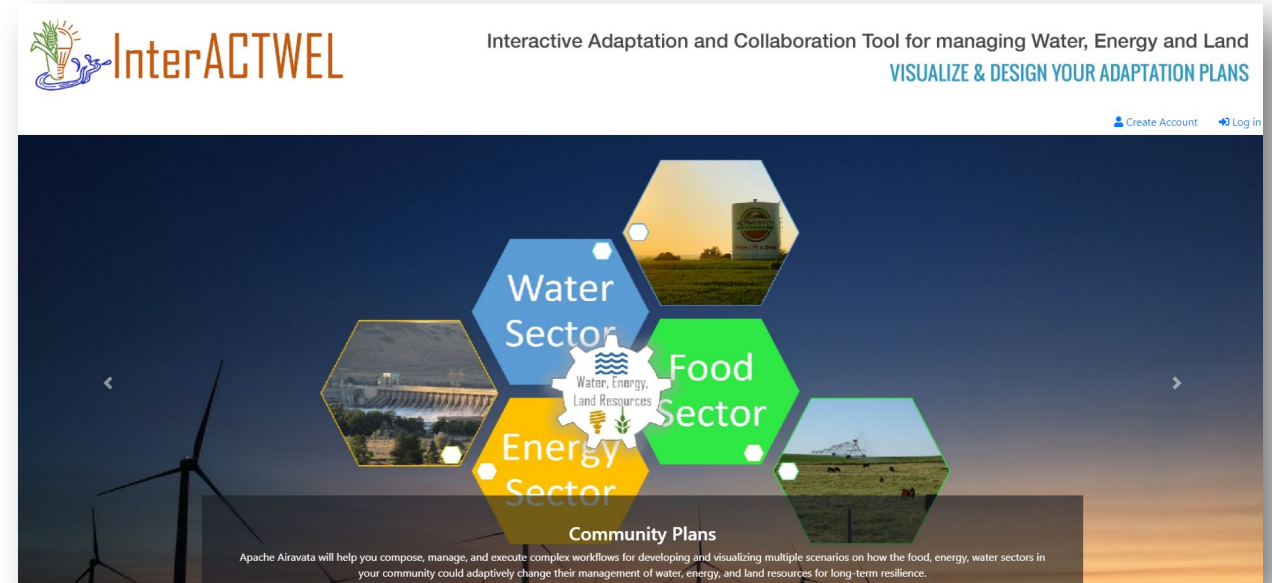 InterACTWEL
Interactive Adaptation and Collaboration Tool for managing Water, Energy and Land
VISUALIZE & DESIGN YOUR ADAPTATION PLANS
Create Account
Log in
Water
Sector
Food
Sector
Water, Energy,
Land Resources
Energy
Sector
Community Plans
Apache Airavata will help you compose, manage, and execute complex workflows for developing and visualizing multiple scenarios on how the food, energy, water sectors in
your community could adaptively change their management of water, energy, and land resources for long-term resilience.